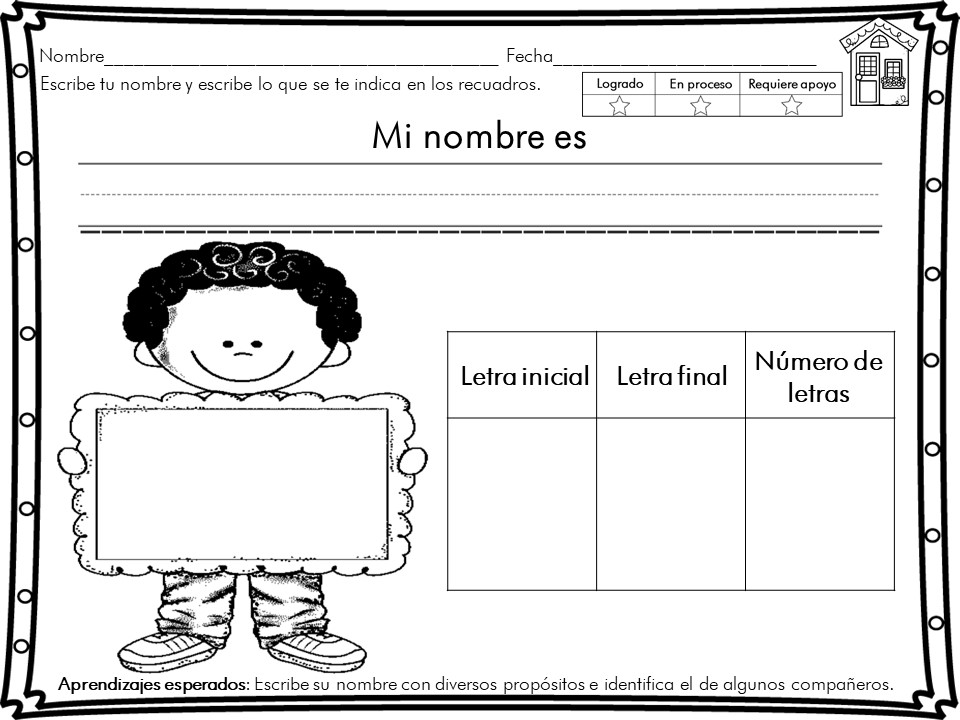 Nombre________________________________________ Fecha___________________________
Escribe tu nombre y escribe lo que se te indica en los recuadros.
Logrado En proceso Requiere apoyo
Mi nombre es
Letra inicial Letra final Número de letras
Aprendizajes esperados: Escribe su nombre con diversos propósitos e identifica el de algunos compañeros.